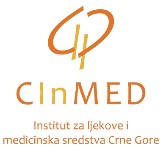 CInMED
Institut za ljekove i
medicinska sredstva Crne Gore